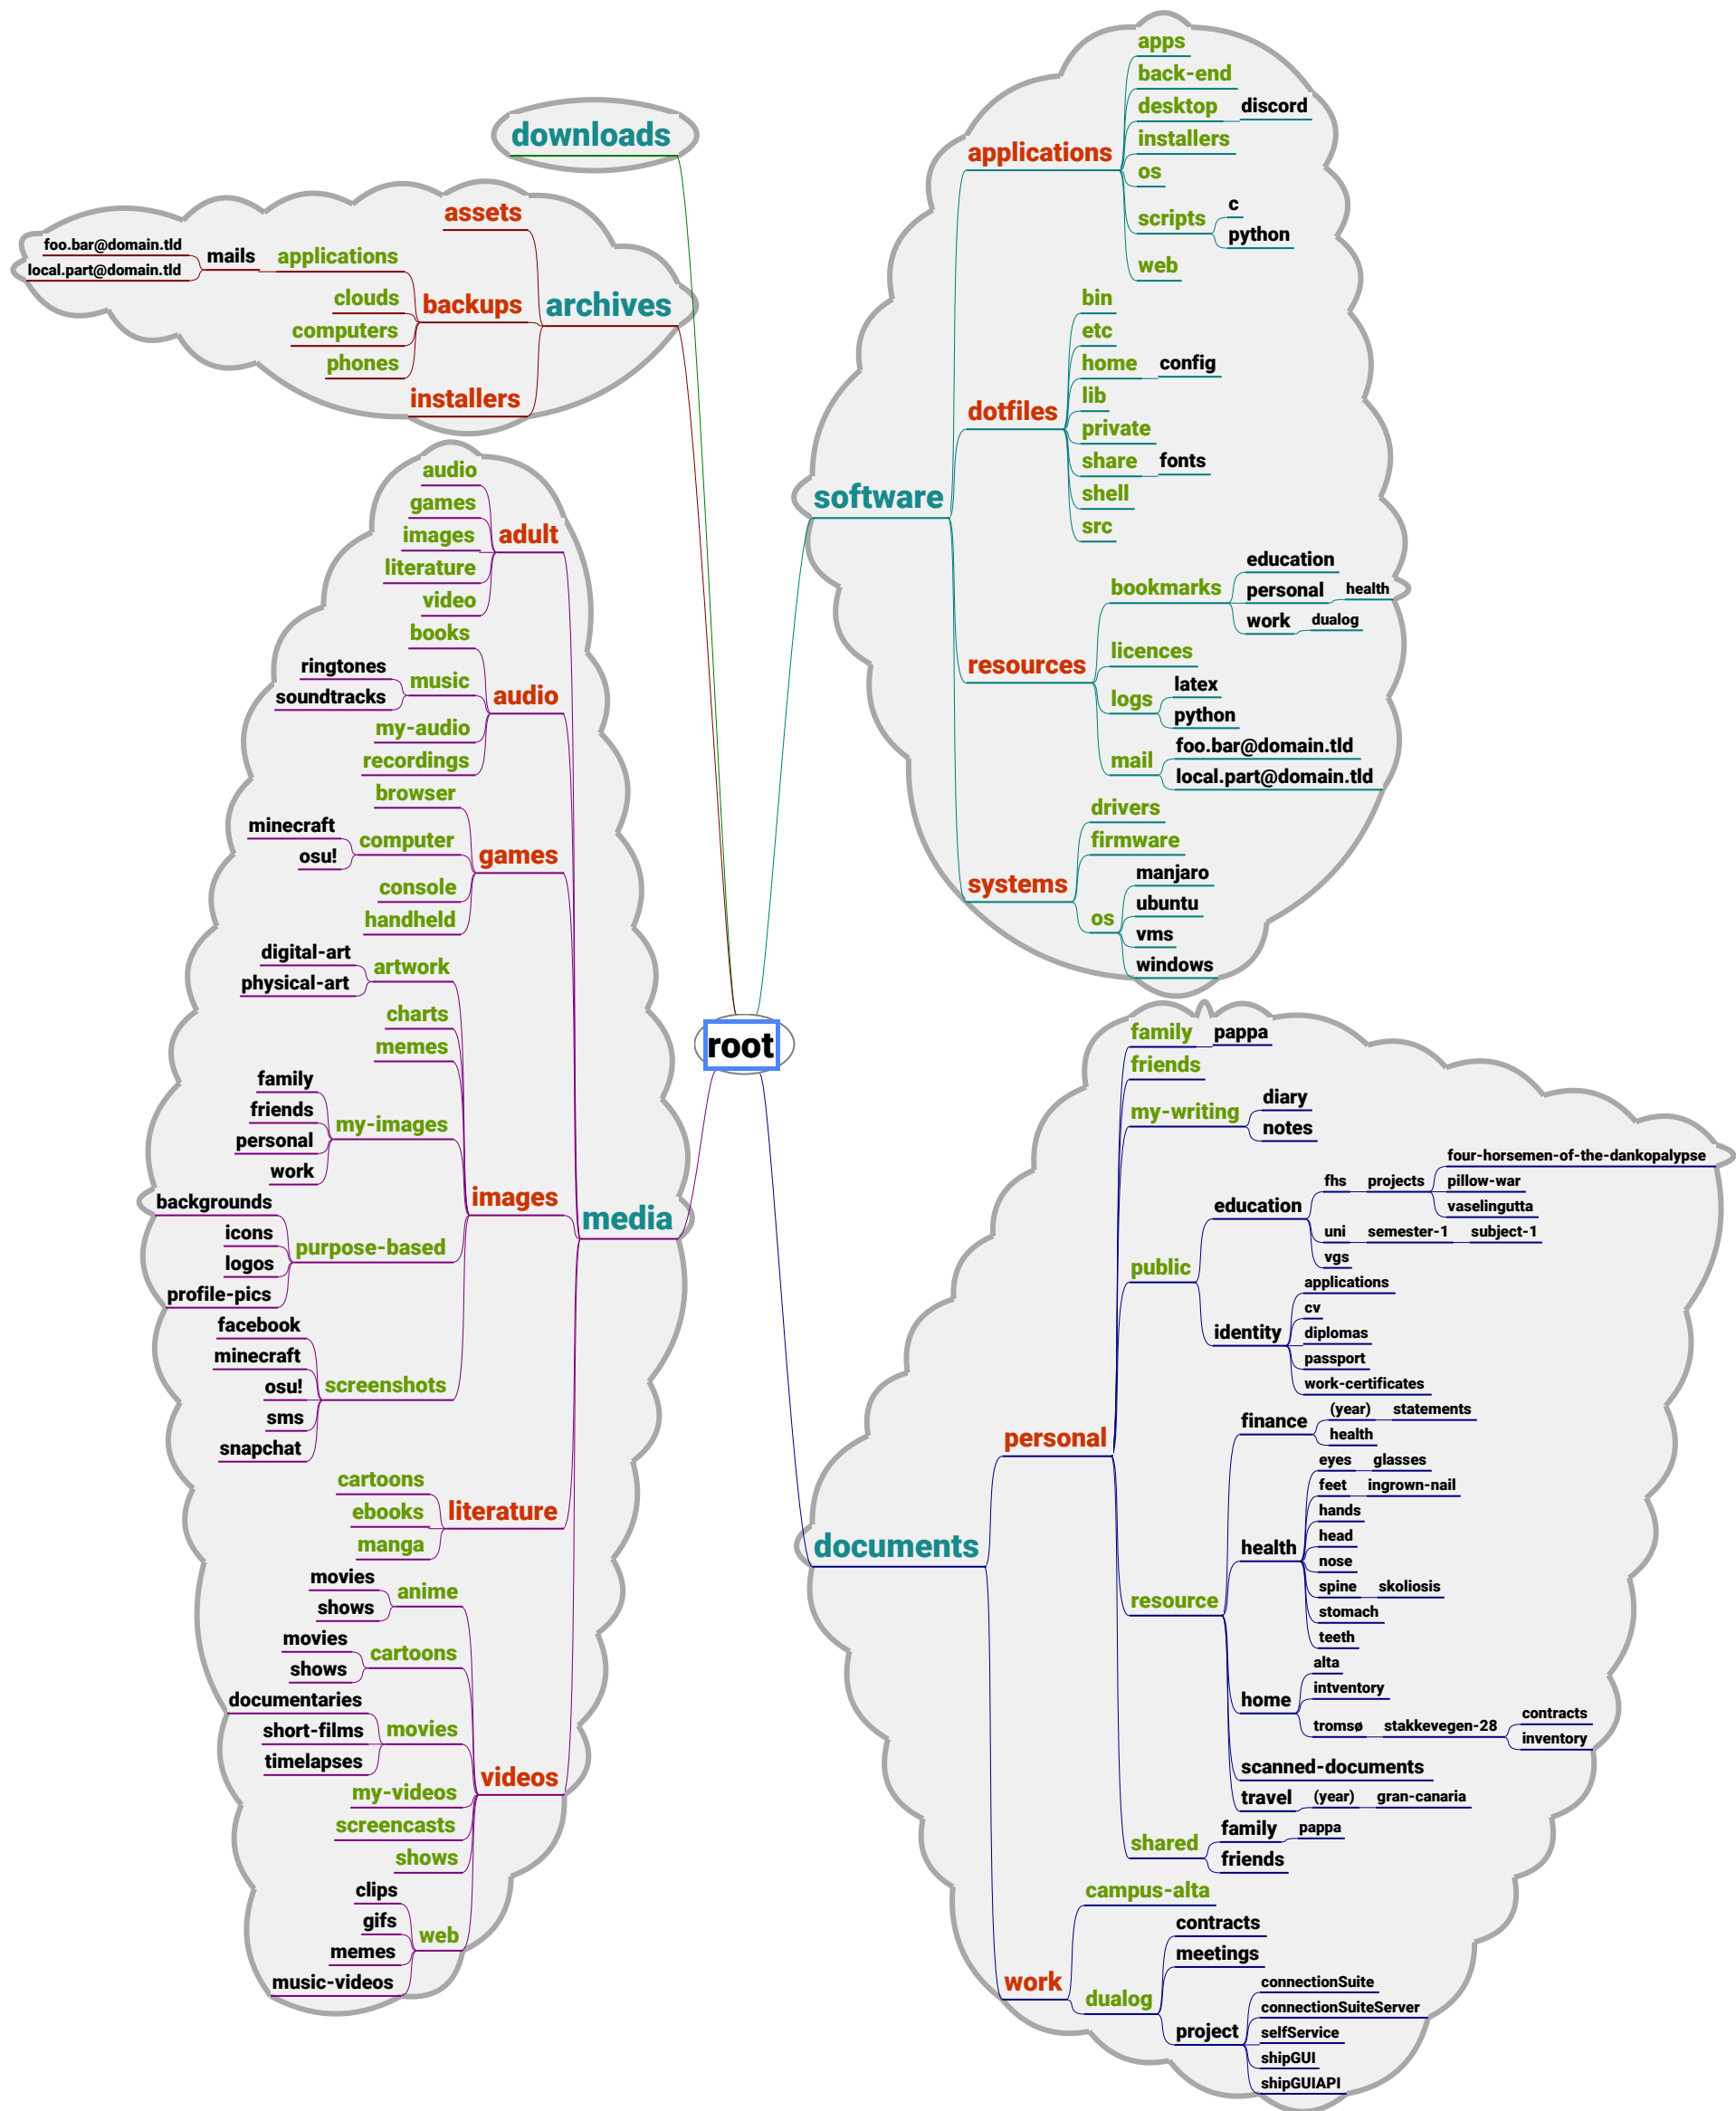 root
downloads
archives
assets
backups
applications
mails
foo.bar@domain.tld
local.part@domain.tld
clouds
computers
phones
installers
media
adult
audio
games
images
literature
video
audio
books
music
ringtones
soundtracks
my-audio
recordings
games
browser
computer
minecraft
osu!
console
handheld
images
artwork
digital-art
physical-art
charts
memes
my-images
family
friends
personal
work
purpose-based
backgrounds
icons
logos
profile-pics
screenshots
facebook
minecraft
osu!
sms
snapchat
literature
cartoons
ebooks
manga
videos
anime
movies
shows
cartoons
movies
shows
movies
documentaries
short-films
timelapses
my-videos
screencasts
shows
web
clips
gifs
memes
music-videos
software
applications
apps
back-end
desktop
discord
installers
os
scripts
c
python
web
dotfiles
bin
etc
home
config
lib
private
share
fonts
shell
src
resources
bookmarks
education
personal
health
work
dualog
licences
logs
latex
python
mail
foo.bar@domain.tld
local.part@domain.tld
systems
drivers
firmware
os
manjaro
ubuntu
vms
windows
documents
personal
family
pappa
friends
my-writing
diary
notes
public
education
fhs
projects
four-horsemen-of-the-dankopalypse
pillow-war
vaselingutta
uni
semester-1
subject-1
vgs
identity
applications
cv
diplomas
passport
work-certificates
resource
finance
(year)
statements
health
health
eyes
glasses
feet
ingrown-nail
hands
head
nose
spine
skoliosis
stomach
teeth
home
alta
intventory
tromsø
stakkevegen-28
contracts
inventory
scanned-documents
travel
(year)
gran-canaria
shared
family
pappa
friends
work
campus-alta
dualog
contracts
meetings
project
connectionSuite
connectionSuiteServer
selfService
shipGUI
shipGUIAPI